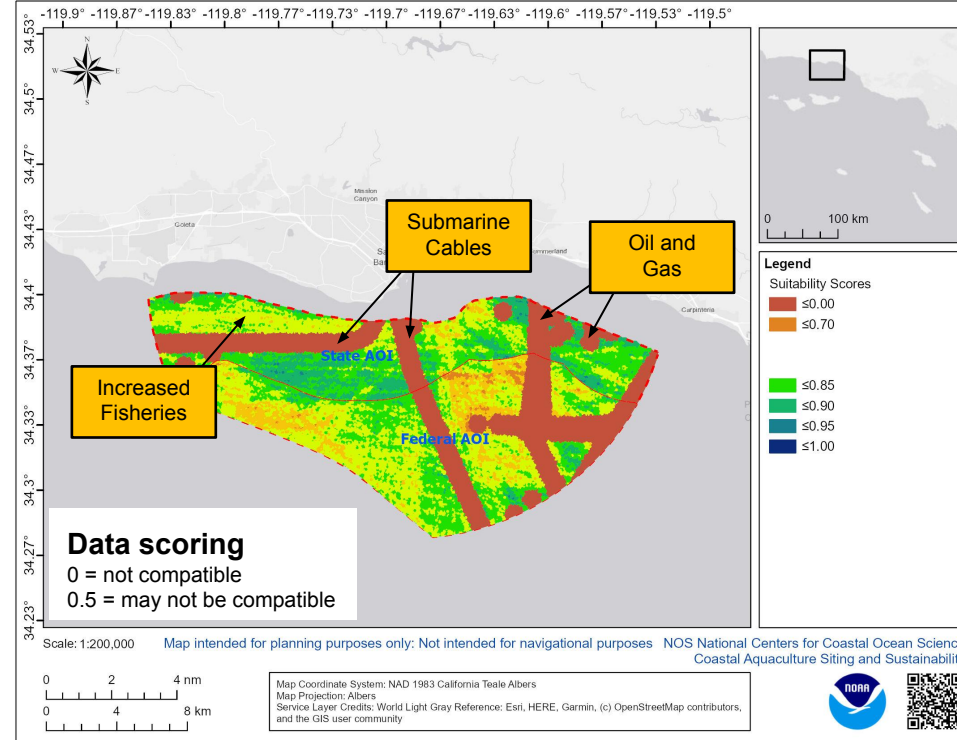 -119.9° -119.87° -119.83° -119.8° -119.77° -119.73° -119.7° -119.67° -119.63° -119.6° -119.57° -119.53° -119.5°
34.53°
34.5°
34.47°
34.43°
34.4°
34.37°
34.33°
34.3°
34.27°
34.23°
N
W E
S
Mission
Canyon
Goleta
Submarine
Cables
Oil and
Gas
Carpinteria
State AOI
Increased
Fisheries
Federal AOI
Data scoring
0 = not compatible
0.5 = may not be compatible
0 100 km
Legend
Suitability Scores
≤0.00
≤0.70
≤0.85
≤0.90
≤0.95
≤1.00
Scale: 1:200,000
Map intended for planning purposes only: Not intended for navigational purposes
NOS National Centers for Coastal Ocean Scienc
Coastal Aquaculture Siting and Sustainabilit
0 2 4 nm
0 4 8 km
Map Coordinate System: NAD 1983 California Teale Albers
Map Projection: Albers
Service Layer Credits: World Light Gray Reference: Esri, HERE, Garmin, (c) OpenStreetMap contributors,
and the GIS user community
NOAA